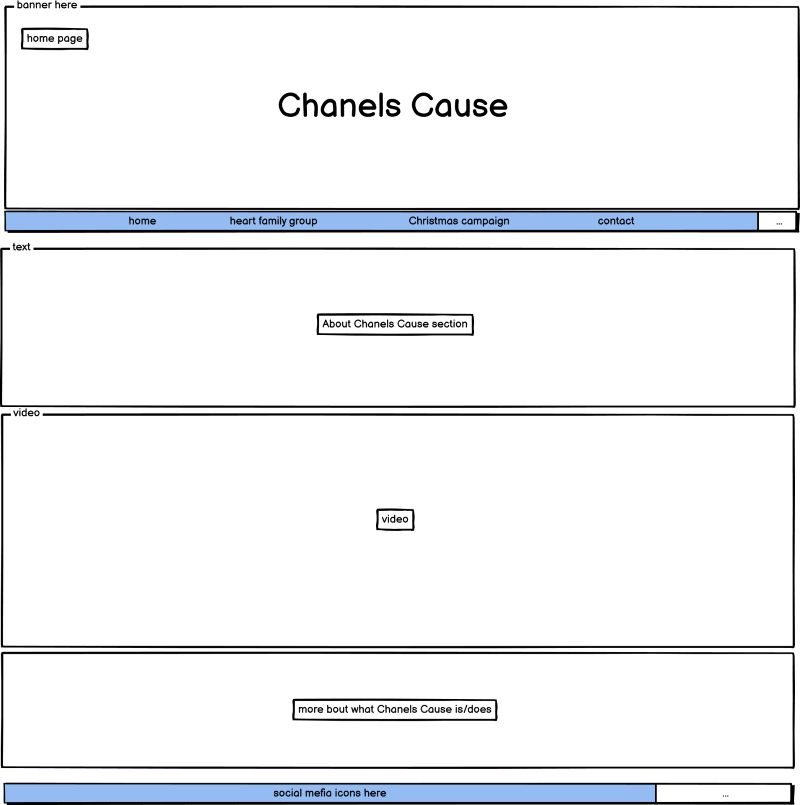 banner here
home page
Chanels Cause
home heart family group Christmas campaign contact ...
text
About Chanels Cause section
video
video
more bout what Chanels Cause is/does
social mefia icons here ...